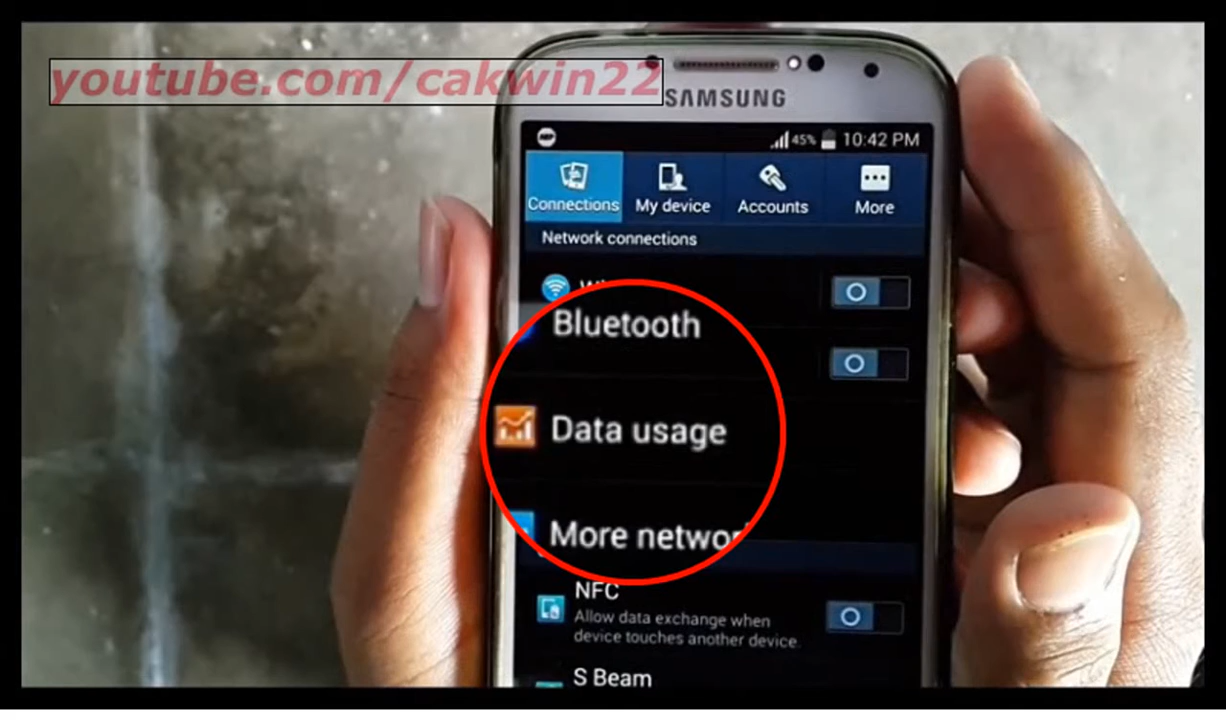 youtube.com/cakwin22
SAMSUNG
45% 10:42 PM
Connections My device Accounts More
Network connections
Bluetooth
Data usage
More networ
NFC
Allow data exchange when
device touches another device.
S Beam